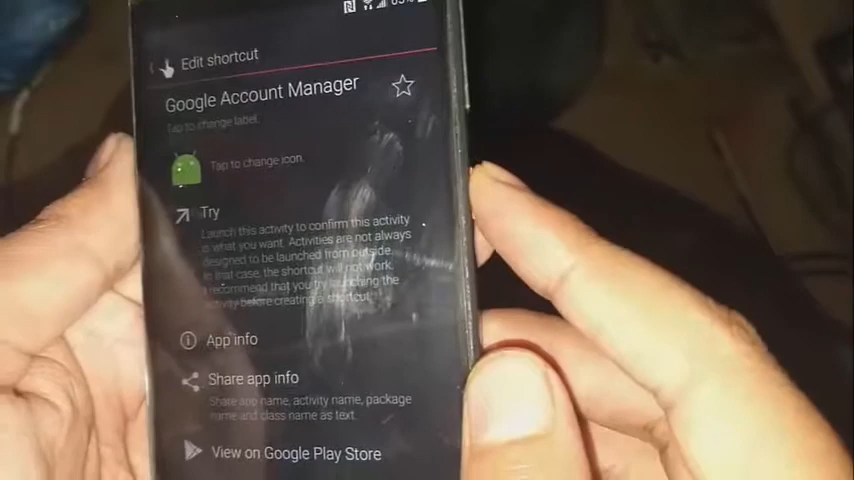 Edit shortcut
Google Account Manager
Tap to change label.
Tap to change icon.
Try
Launch this activity to confirm this activity
is what you want. Activities are not always
designed to be launched from outside.
In that case, the shortcut will not work.
I recommend that you try launching the
activity before creating a shortcut.
App info
Share app info
Share app name, activity name, package
name and class name as text.
View on Google Play Store